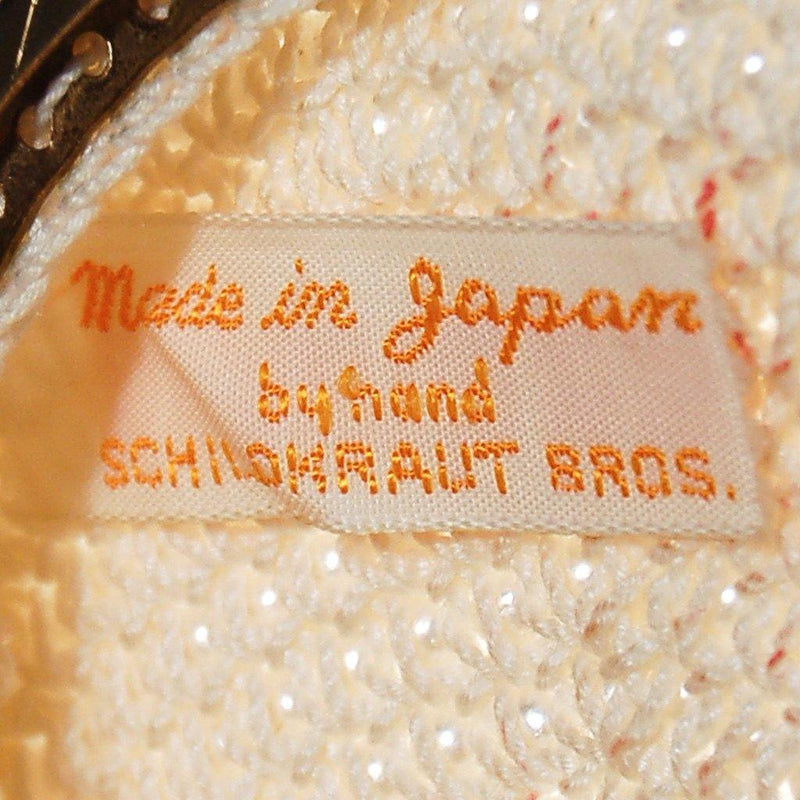 Made in Japan
by hand
SCHILDKRAUT BROS.